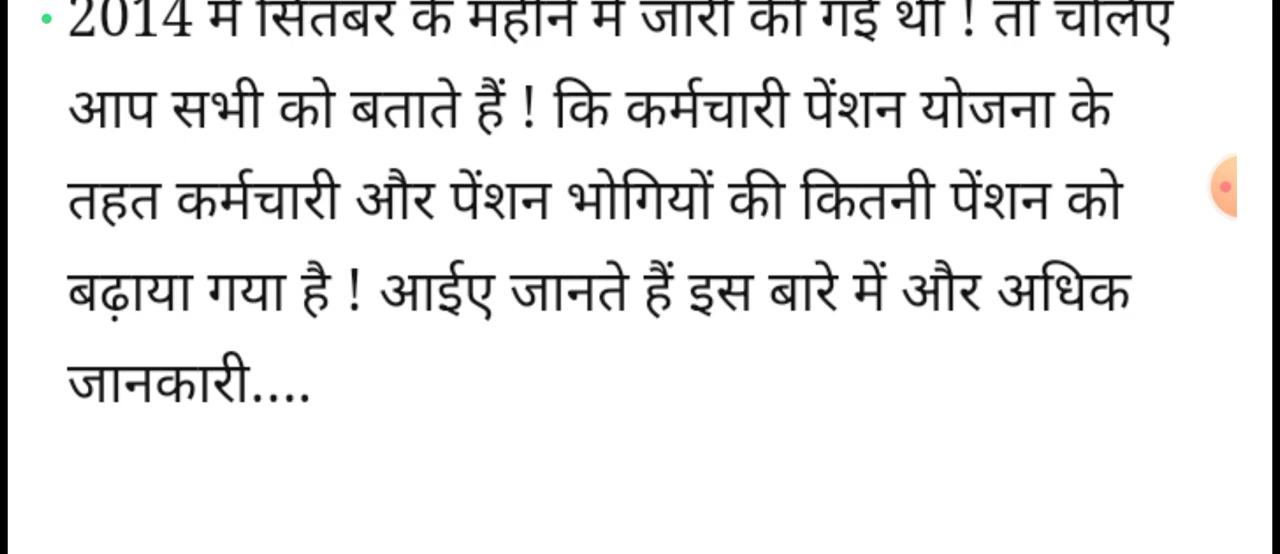 2014 में सितंबर के महीने में जारी की गई थी ! तो चलिए
आप सभी को बताते हैं ! कि कर्मचारी पेंशन योजना के
तहत कर्मचारी और पेंशन भोगियों की कितनी पेंशन को
बढ़ाया गया है ! आईए जानते हैं इस बारे में और अधिक
जानकारी....